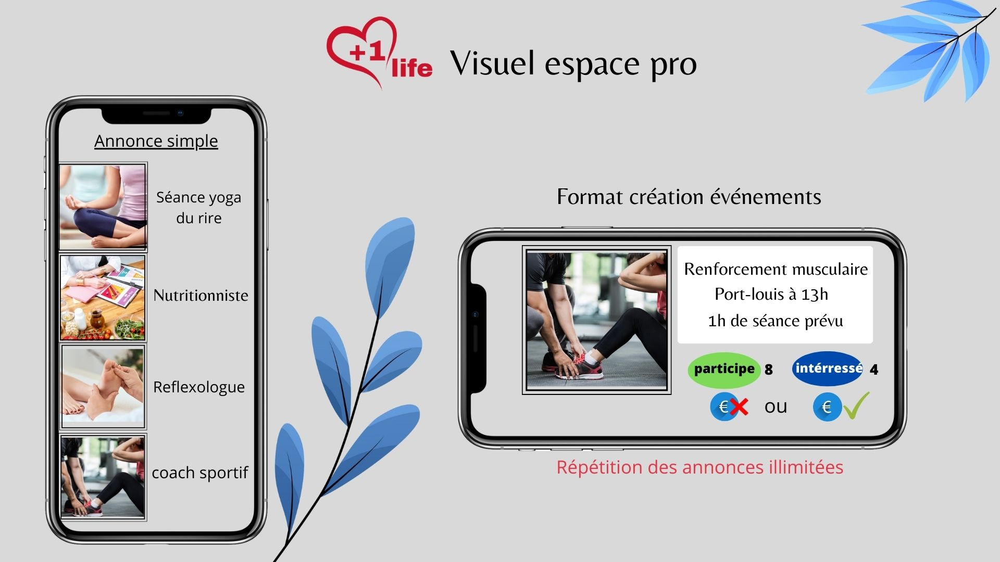 +1
life
Visuel espace pro
Annonce simple
Séance yoga
du rire
Nutritionniste
Reflexologue
coach sportif
Format création événements
Renforcement musculaire
Port-louis à 13h
1h de séance prévu
participe 8
intérressé 4
€ ou €
Répétition des annonces illimitées